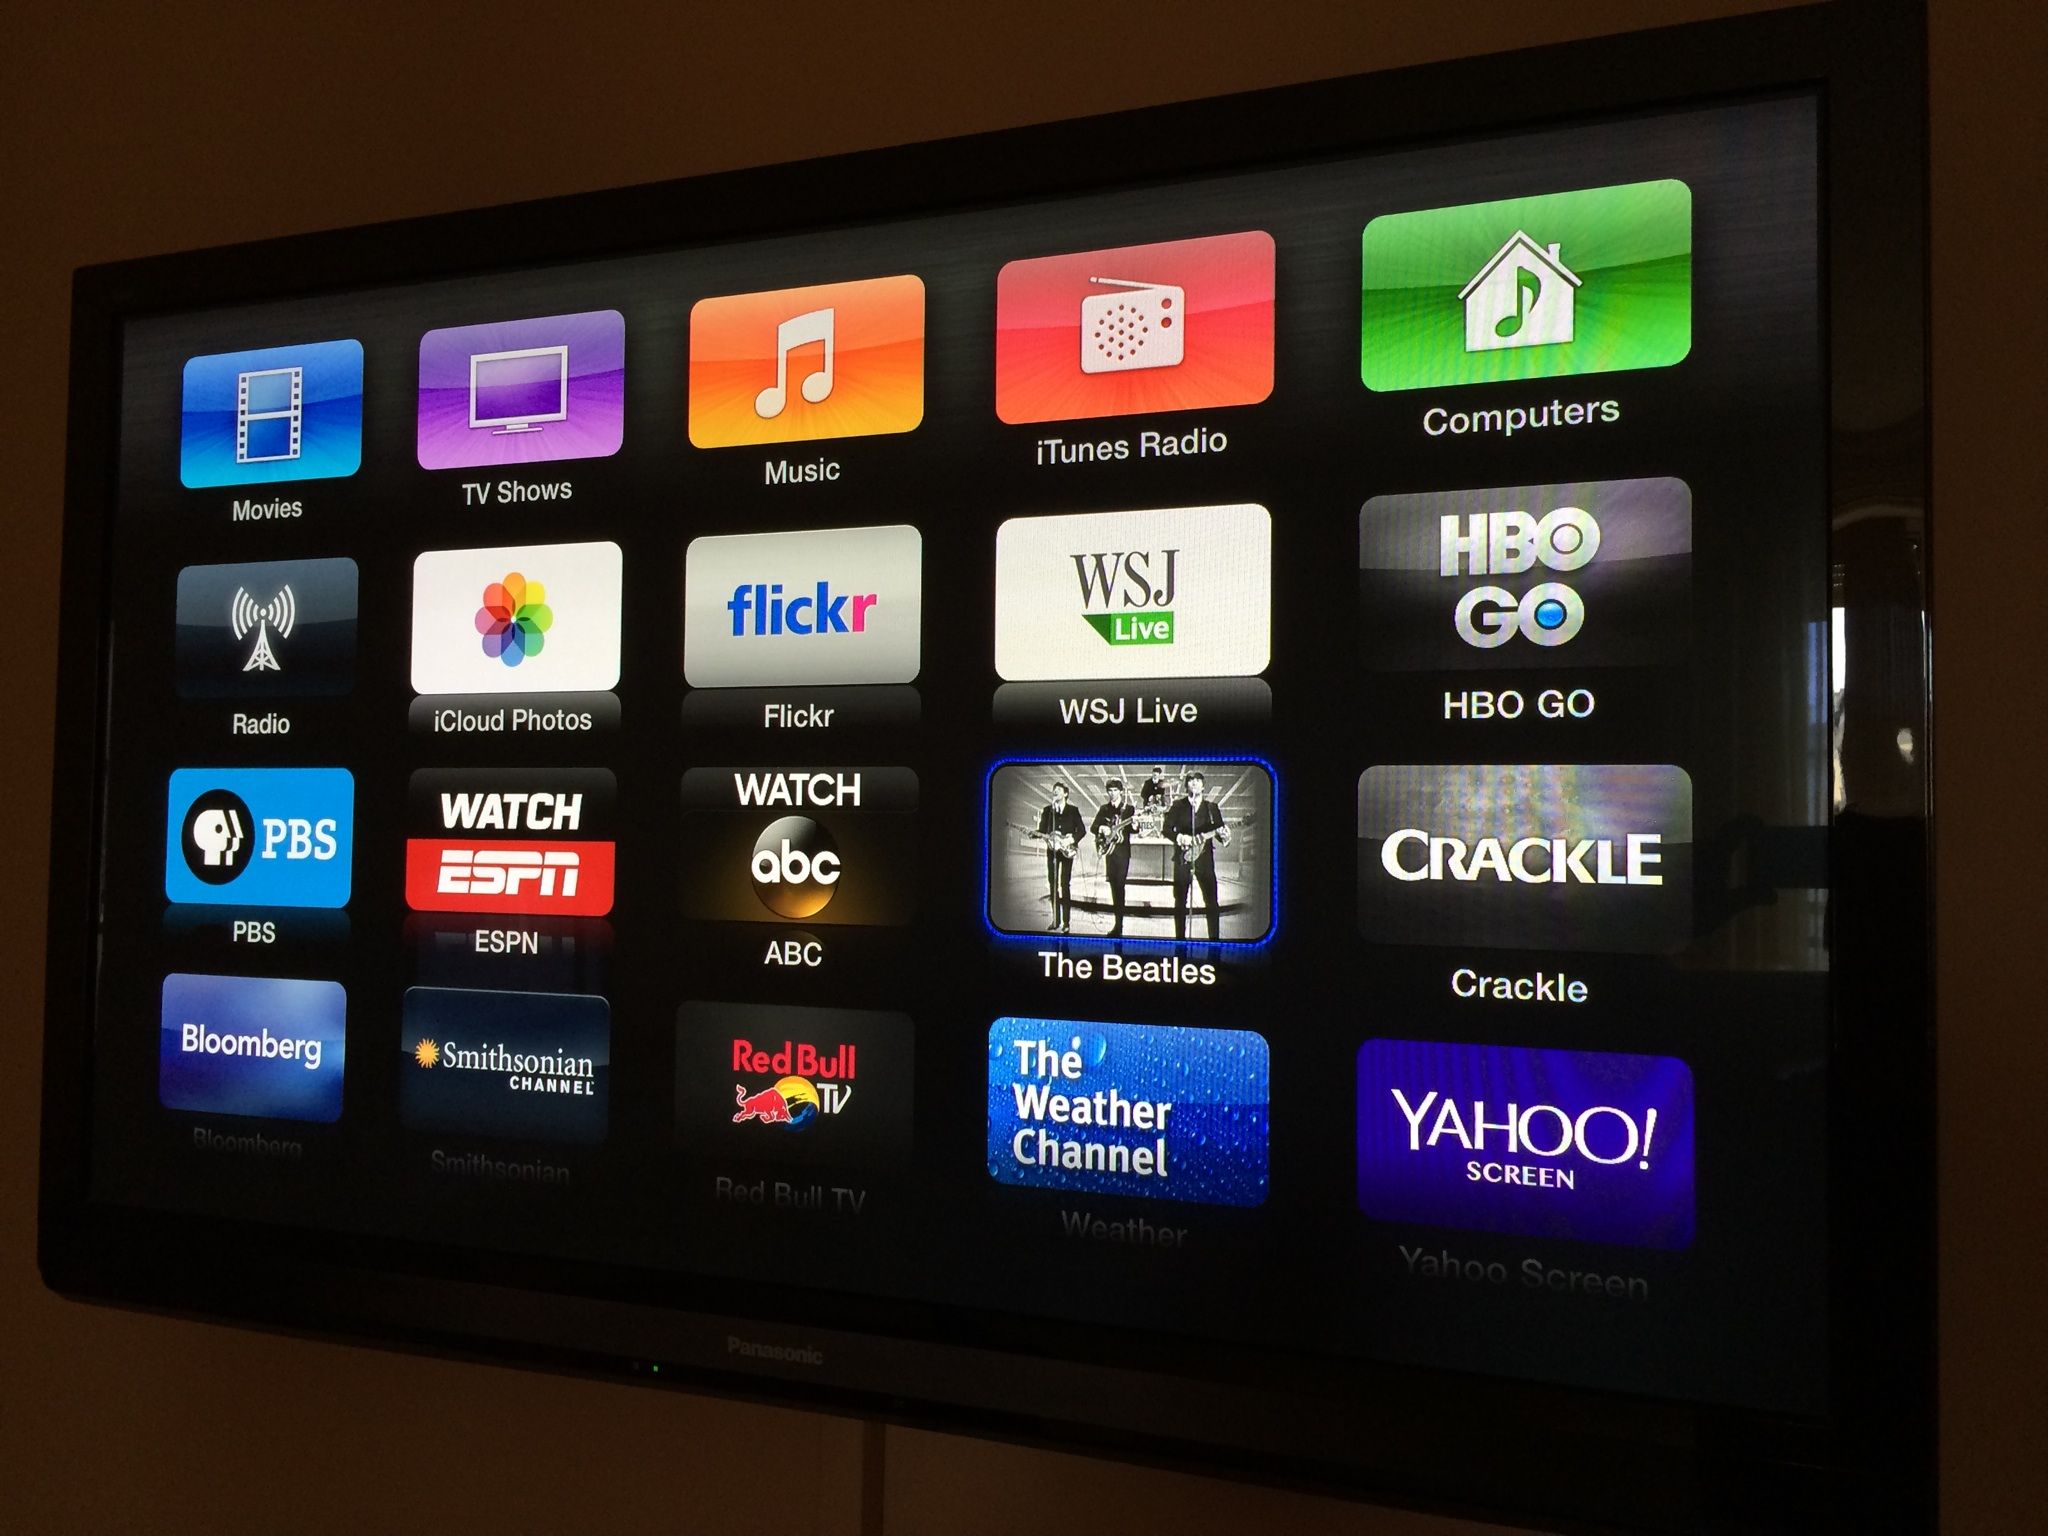 Movies
TV Shows
Music
iTunes Radio
Computers
Radio
iCloud Photos
flickr
Flickr
WSJ
Live
WSJ Live
HBO
GO
HBO GO
PBS
PBS
WATCH
ESPN
ESPN
WATCH
abc
ABC
The Beatles
CRACKLE
Crackle
Bloomberg
Bloomberg
Smithsonian
CHANNEL
Smithsonian
Red Bull
TV
Red Bull TV
The
Weather
Channel
Weather
YAHOO!
SCREEN
Yahoo Screen
Panasonic